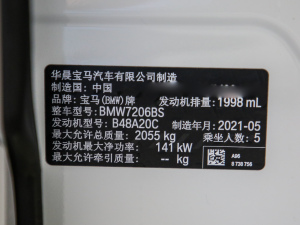 华晨宝马汽车有限公司制造
制造国：中国
品牌：宝马(BMW)牌 发动机排量：1998 mL
整车型号：BMW7206BS
发动机型号：B48A20C 制造年月：2021-05
最大允许总质量：2055 kg 乘坐人数：5
发动机最大净功率：141 kW
最大允许牵引质量：-- kg
A96
8 738 756